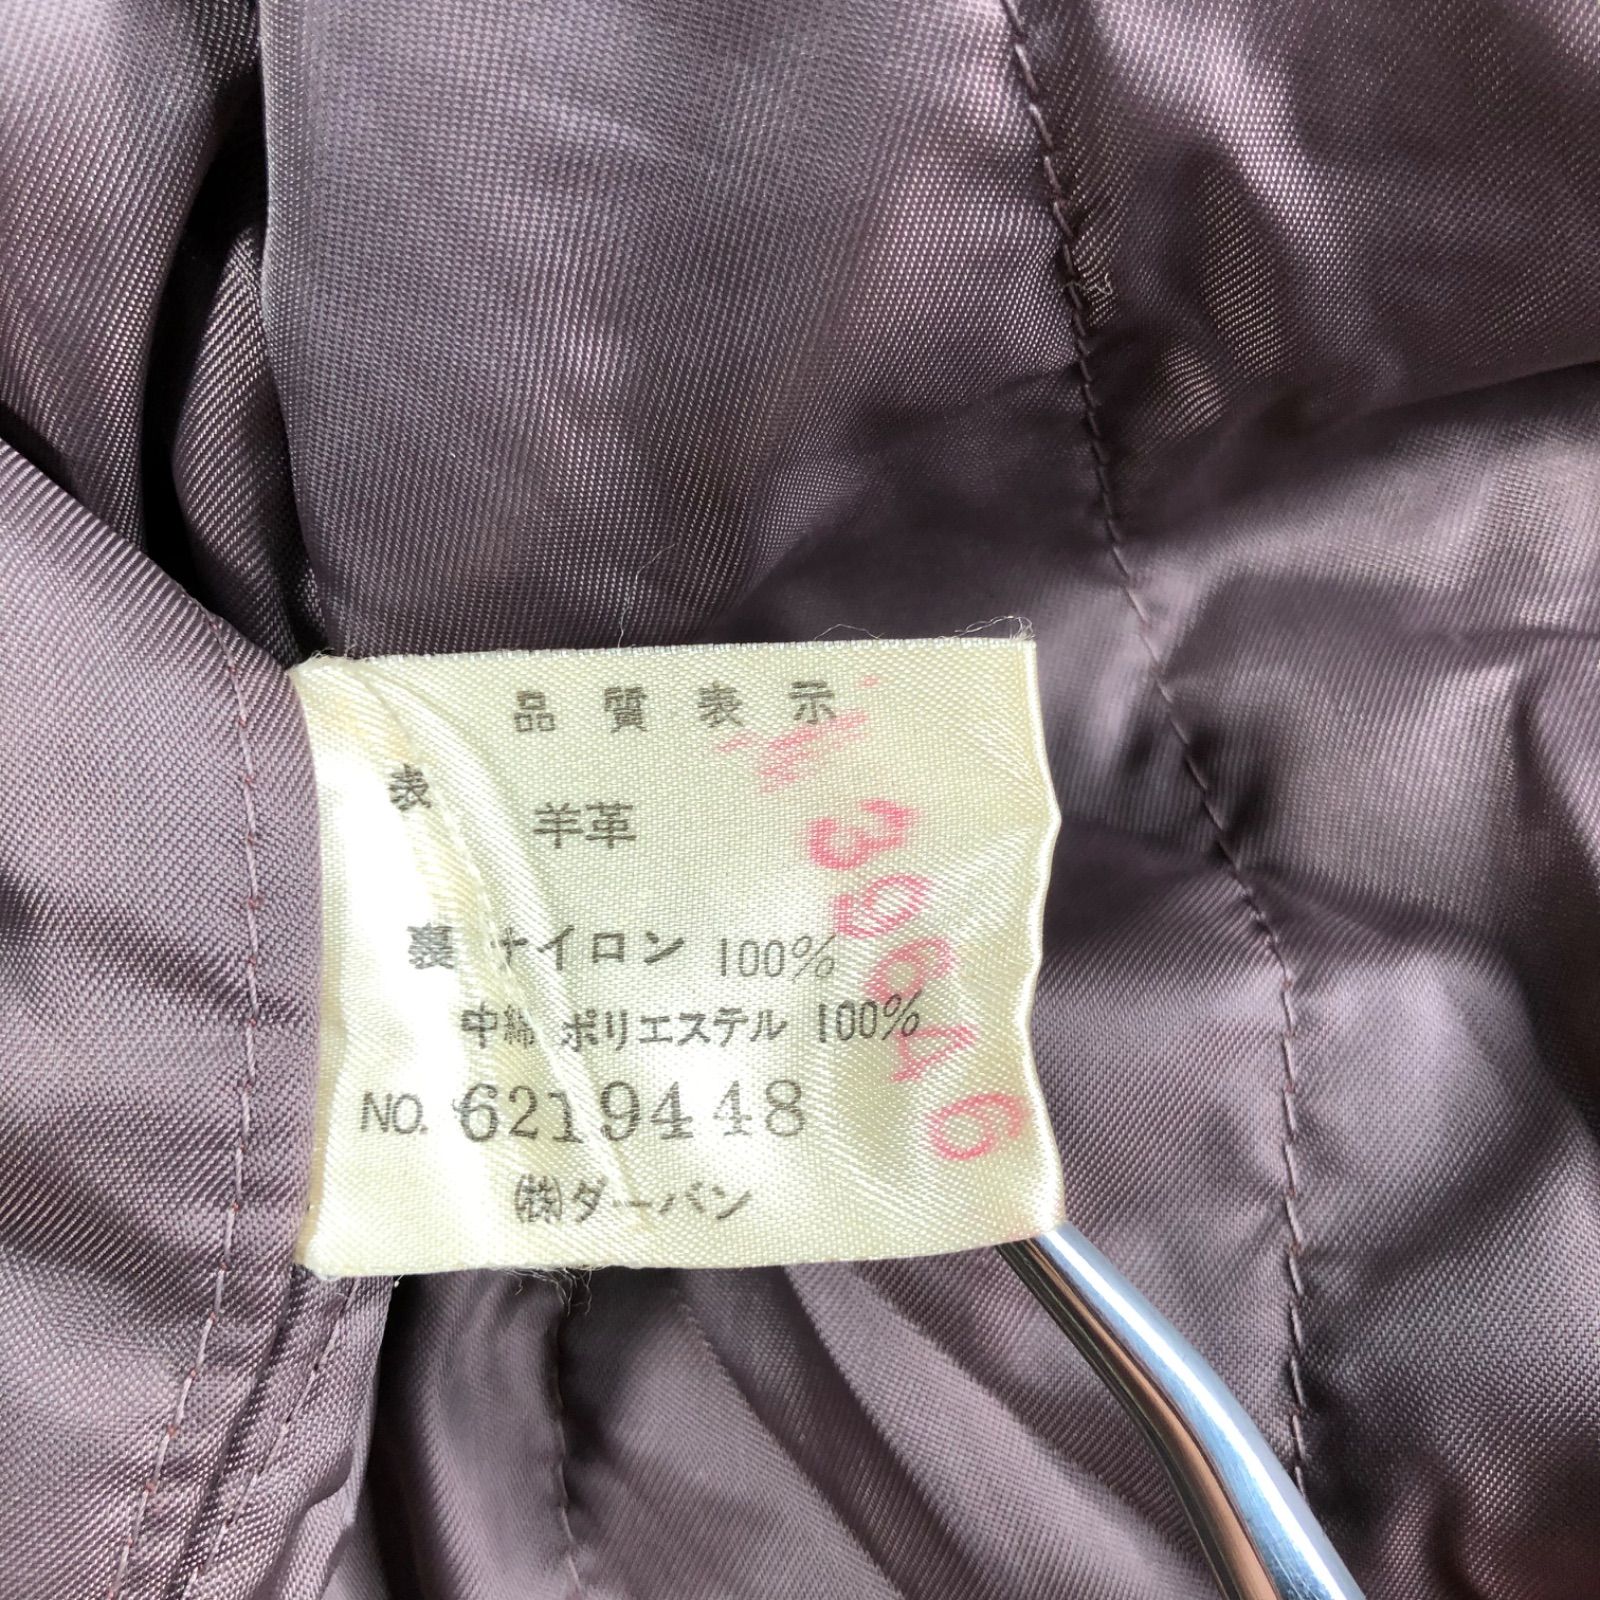 品質表示
表 羊革
裏 ナイロン 100%
中綿 ポリエステル 100%
NO. 6219448
㈱ダーバン
39646